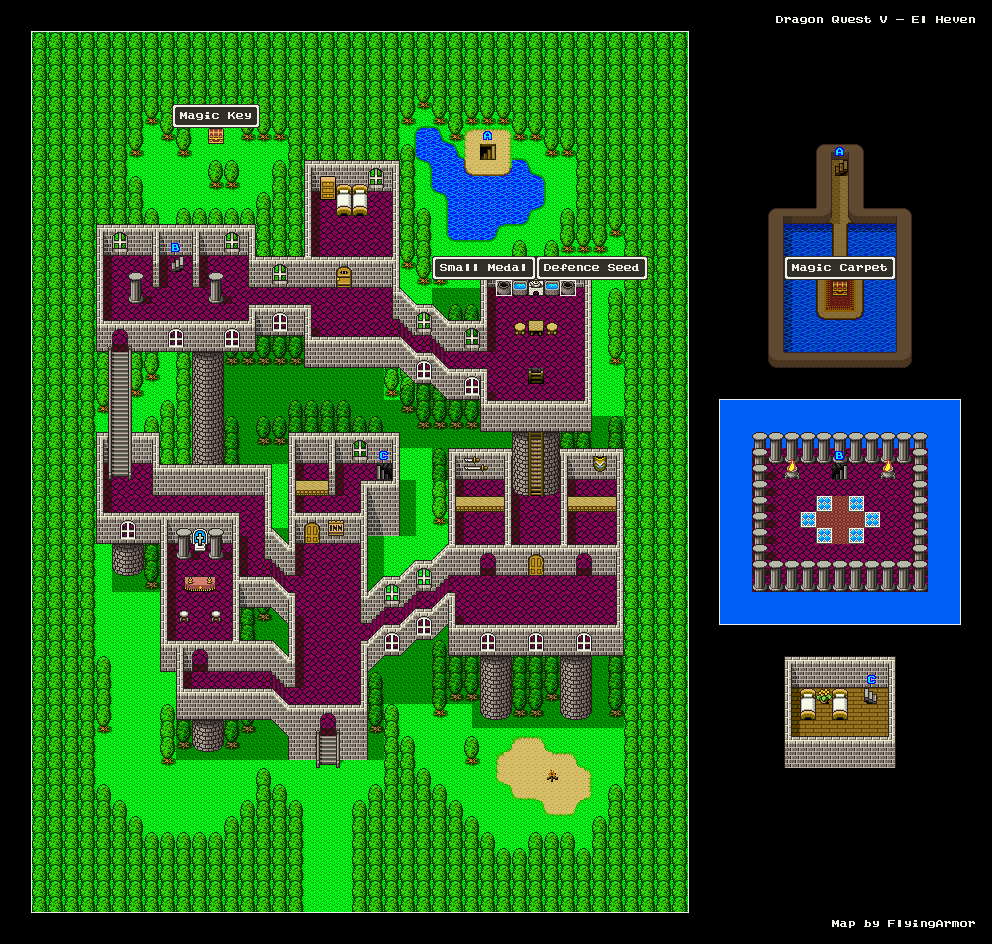 Dragon Quest V – El Heven
Magic Key
A
A
B
Small Medal
Defence Seed
Magic Carpet
C
B
INN
C
Map by FlyingArmor